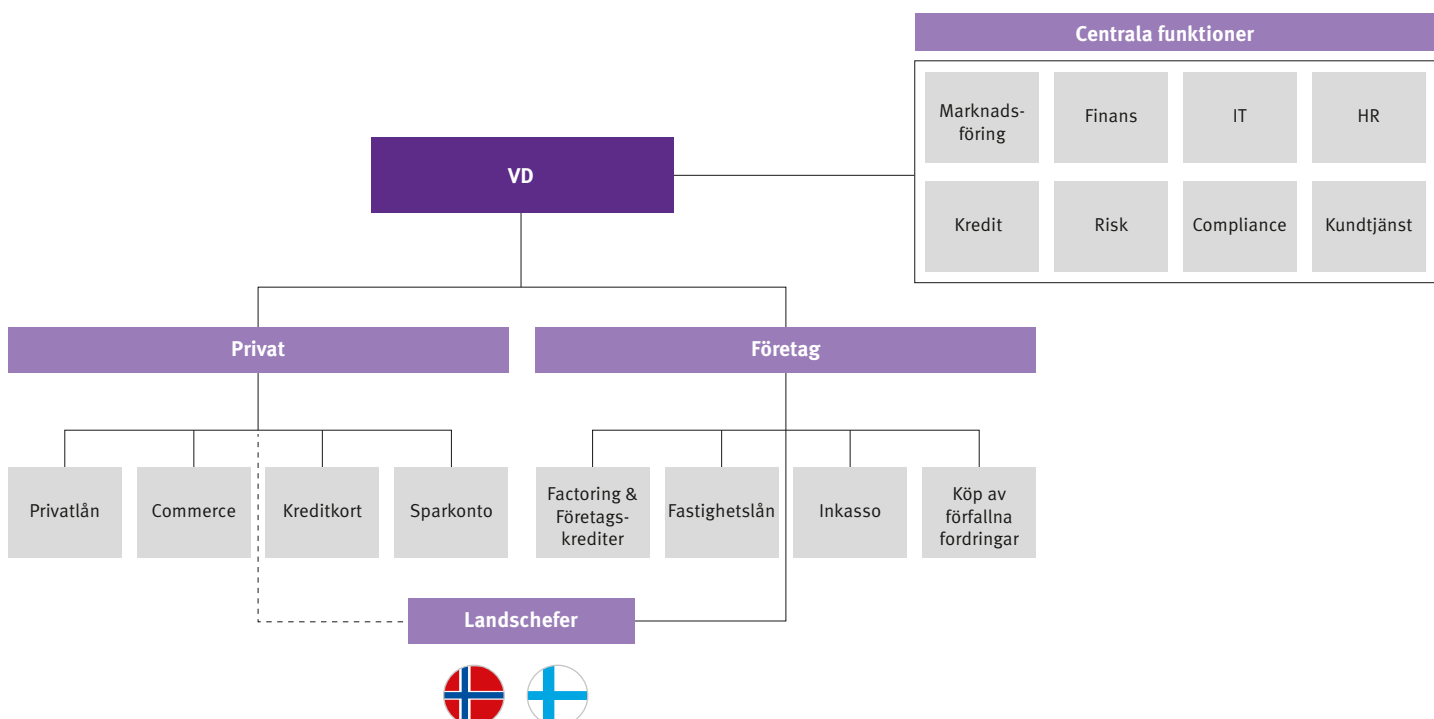 Centrala funktioner
Marknads-
föring
Finans
IT
HR
VD
Kredit
Risk
Compliance
Kundtjänst
Privat
Företag
Privatlån
Commerce
Kreditkort
Sparkonto
Factoring &
Företags-
krediter
Fastighetslån
Inkasso
Köp av
förfallna
fordringar
Landschefer